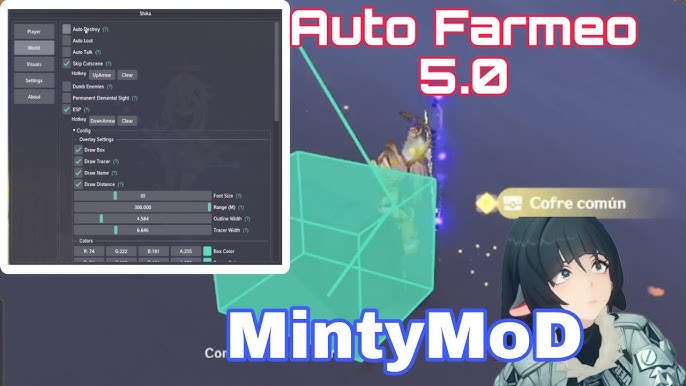 Auto Farmeo
5.0
Shika
Player
World
Visuals
Settings
About
Auto Destroy (?)
Auto Loot
Auto Talk (?)
Skip Cutscene (?)
Hotkey UpArrow Clear
Dumb Enemies (?)
Permanent Elemental Sight (?)
ESP (?)
Hotkey DownArrow Clear
Config
Overlay Settings
Draw Box (?)
Draw Tracer (?)
Draw Name (?)
Draw Distance (?)
30 Font Size (?)
300.000 Range (M) (?)
4.584 Outline Width (?)
6.646 Tracer Width (?)
Colors
R: 74 G:222 B:181 A:255 Box Color
Cofre común
MintyMoD